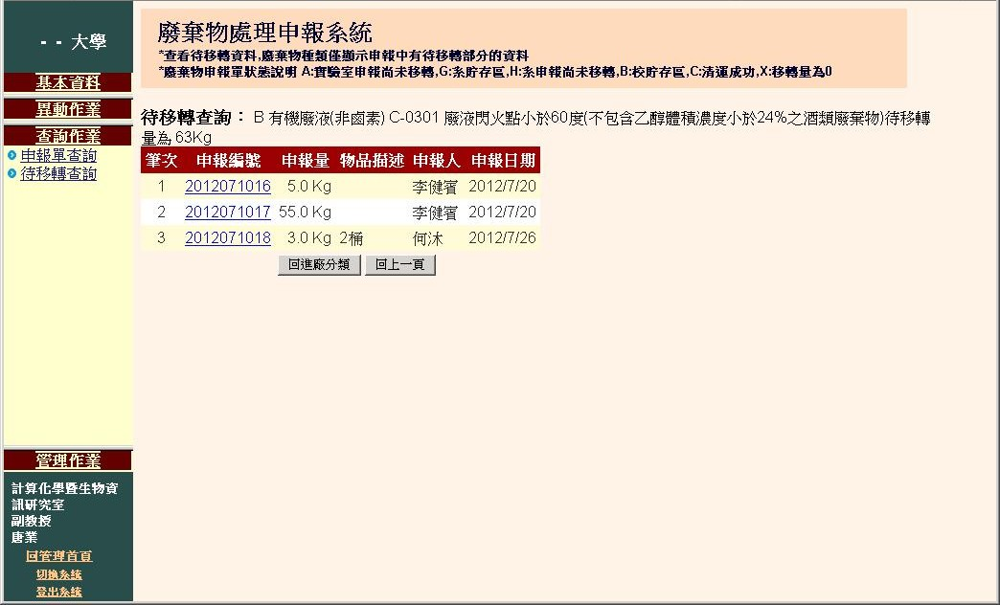 - - 大學
基本資料
異動作業
查詢作業
申報單查詢
待移轉查詢
管理作業
計算化學暨生物資
訊研究室
副教授
唐業
回管理首頁
切換系統
登出系統
廢棄物處理申報系統
*查看待移轉資料,廢棄物種類僅顯示申報中有待移轉部分的資料
*廢棄物申報單狀態說明 A:實驗室申報尚未移轉,G:系貯存區,H:系申報尚未移轉,B:校貯存區,C:清運成功,X:移轉量為0
待移轉查詢： B 有機廢液(非鹵素) C-0301 廢液閃火點小於60度(不包含乙醇體積濃度小於24%之酒類廢棄物)待移轉
量為 63Kg
筆次 申報編號 申報量 物品描述 申報人 申報日期
1 2012071016 5.0 Kg 李健賓 2012/7/20
2 2012071017 55.0 Kg 李健賓 2012/7/20
3 2012071018 3.0 Kg 2桶 何沐 2012/7/26
回進廠分類 回上一頁